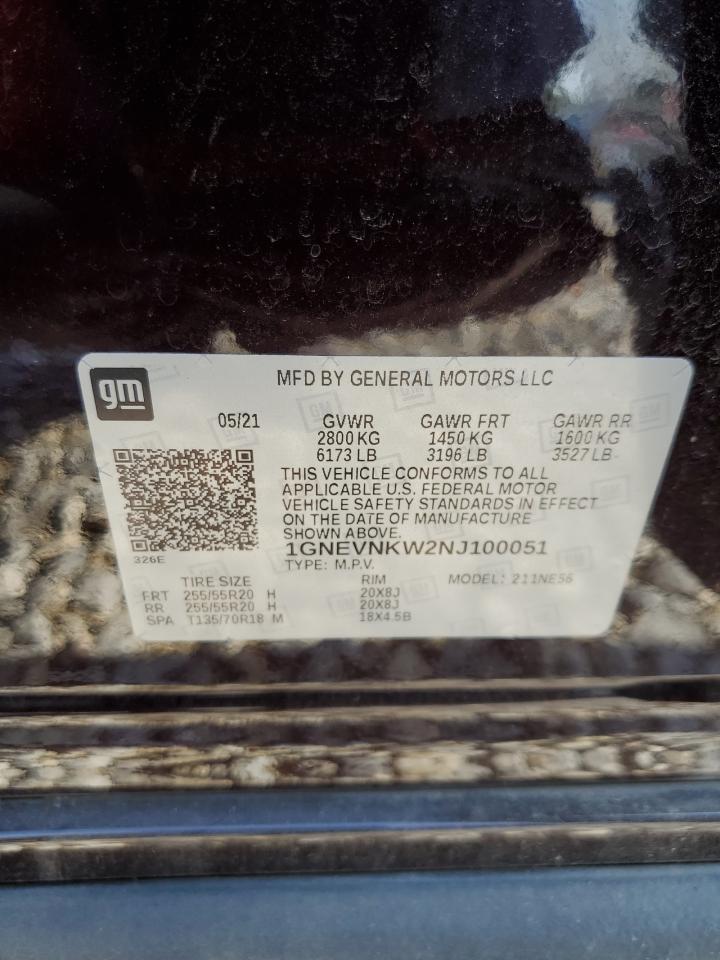 gm
MFD BY GENERAL MOTORS LLC
05/21 GVWR GAWR FRT GAWR RR
2800 KG 1450 KG 1600 KG
6173 LB 3196 LB 3527 LB
THIS VEHICLE CONFORMS TO ALL
APPLICABLE U.S. FEDERAL MOTOR
VEHICLE SAFETY STANDARDS IN EFFECT
ON THE DATE OF MANUFACTURE
SHOWN ABOVE.
1GNEVNKW2NJ100051
326E
TYPE: M.P.V.
TIRE SIZE RIM MODEL: 211NE56
FRT 255/55R20 H 20X8J
RR 255/55R20 H 20X8J
SPA T135/70R18 M 18X4.5B